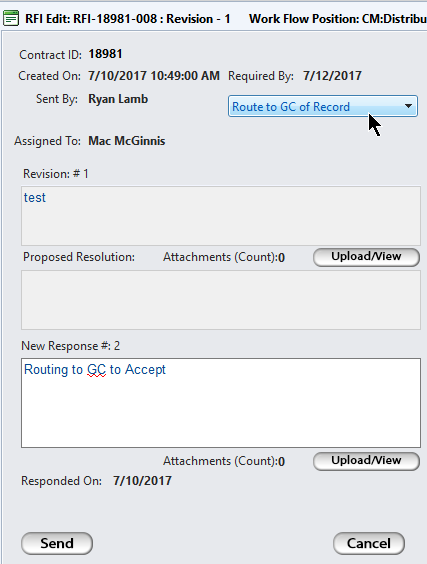 RFI Edit: RFI-18981-008 : Revision - 1 Work Flow Position: CM:Distribu
Contract ID: 18981
Created On: 7/10/2017 10:49:00 AM Required By: 7/12/2017
Sent By: Ryan Lamb Route to GC of Record
Assigned To: Mac McGinnis
Revision: # 1
test
Proposed Resolution: Attachments (Count):0 Upload/View
New Response #: 2
Routing to GC to Accept
Attachments (Count):0 Upload/View
Responded On: 7/10/2017
Send Cancel